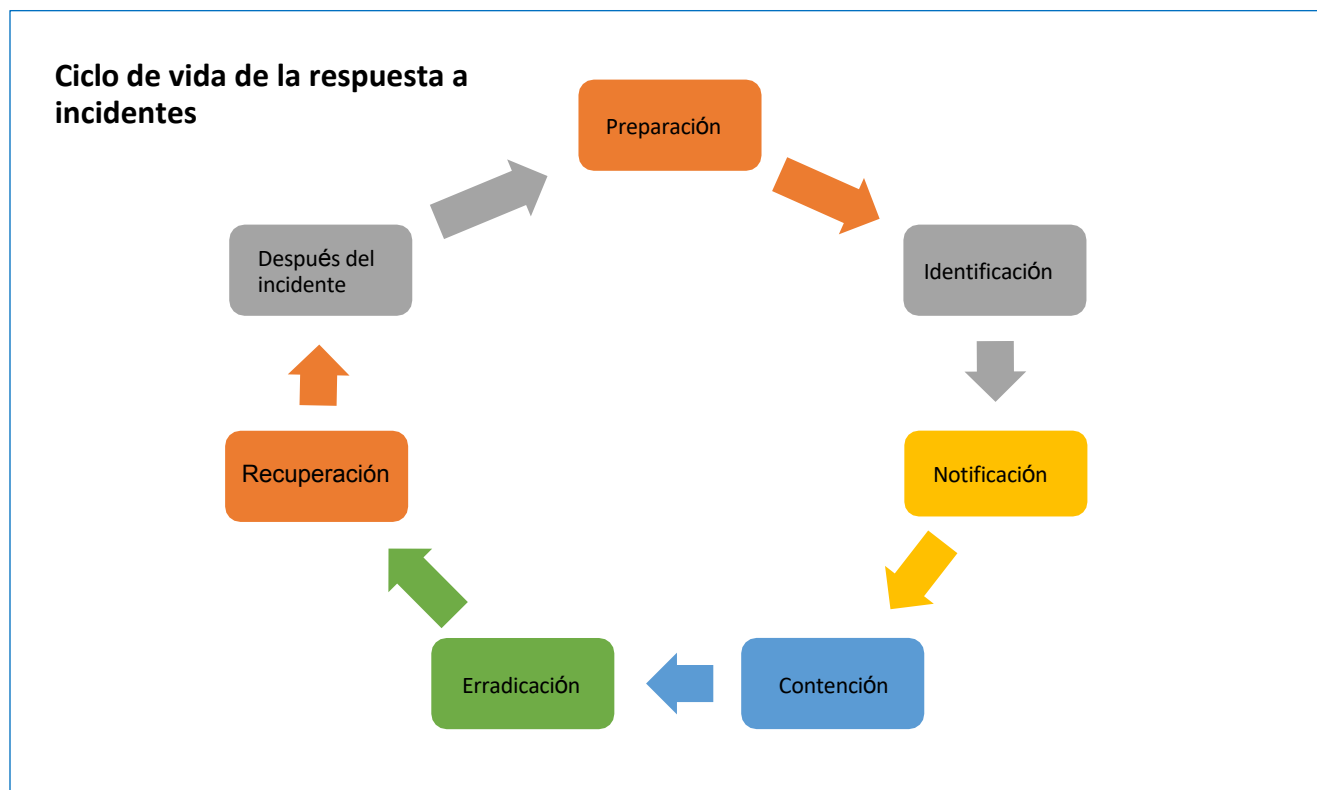 Ciclo de vida de la respuesta a
incidentes
Preparación
Identificación
Notificación
Contención
Erradicación
Recuperación
Después del
incidente